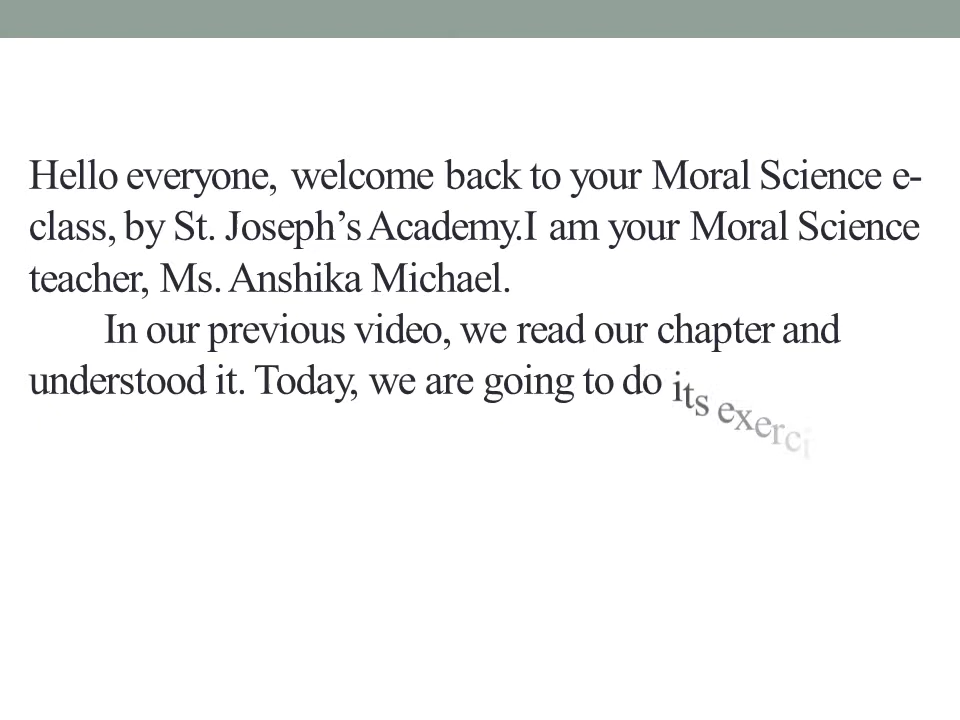 Hello everyone, welcome back to your Moral Science e-
class, by St. Joseph’s Academy.I am your Moral Science
teacher, Ms. Anshika Michael.
In our previous video, we read our chapter and
understood it. Today, we are going to do its exerci